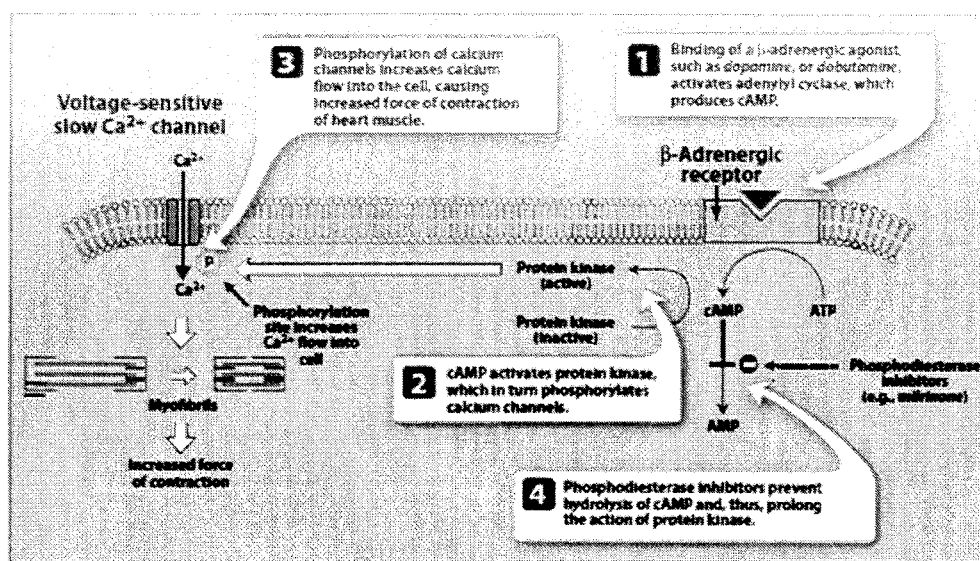 3
Phosphorylation of calcium
channels increases calcium
flow into the cell, causing
increased force of contraction
of heart muscle.
1
Binding of a β-adrenergic agonist,
such as dopamine, or dobutamine,
activates adenylyl cyclase, which
produces cAMP.
Voltage-sensitive
slow Ca²⁺ channel
Ca²⁺
β-Adrenergic
receptor
P
Ca²⁺
Phosphorylation
site increases
Ca²⁺ flow into
cell
Protein kinase
(active)
Protein kinase
(inactive)
cAMP
ATP
2
cAMP activates protein kinase,
which in turn phosphorylates
calcium channels.
Phosphodiesterase
inhibitors
(e.g., milrinone)
AMP
Myofibrils
Increased force
of contraction
4
Phosphodiesterase inhibitors prevent
hydrolysis of cAMP and, thus, prolong
the action of protein kinase.